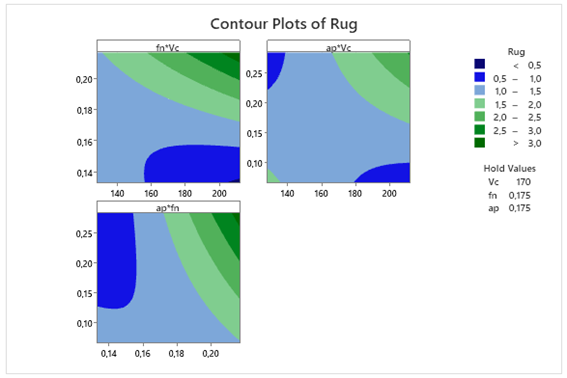 Contour Plots of Rug
fn*Vc
ap*Vc
Rug
< 0,5
0,5 – 1,0
1,0 – 1,5
1,5 – 2,0
2,0 – 2,5
2,5 – 3,0
> 3,0
0,20
0,18
0,16
0,14
0,25
0,20
0,15
0,10
140 160 180 200
140 160 180 200
Hold Values
Vc 170
fn 0,175
ap 0,175
ap*fn
0,25
0,20
0,15
0,10
0,14 0,16 0,18 0,20